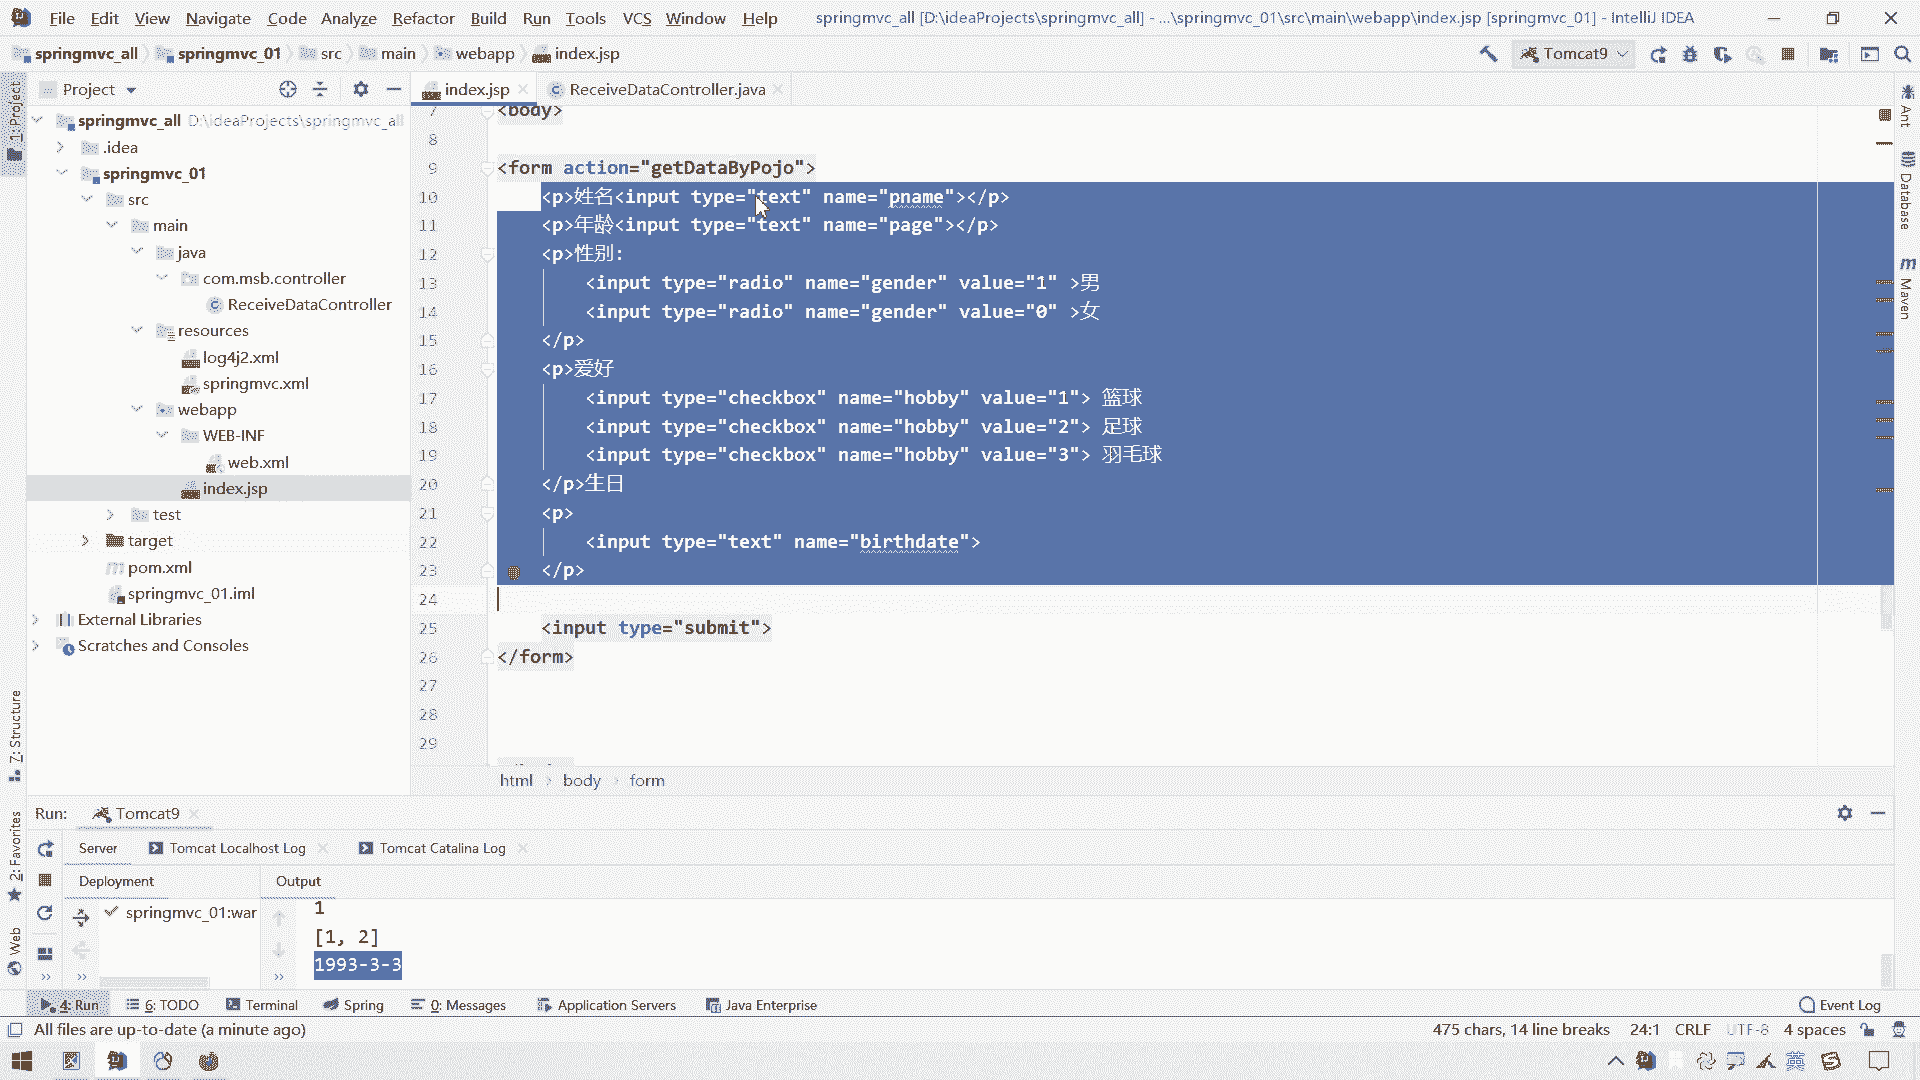 File Edit View Navigate Code Analyze Refactor Build Run Tools VCS Window Help springmvc_all [D:\ideaProjects\springmvc_all] - ...\springmvc_01\src\main\webapp\index.jsp [springmvc_01] - IntelliJ IDEA
springmvc_all springmvc_01 src main webapp index.jsp Tomcat9
Project index.jsp ReceiveDataController.java
1: Project
springmvc_all D:\ideaProjects\springmvc_all
.idea
springmvc_01
src
main
java
com.msb.controller
ReceiveDataController
resources
log4j2.xml
springmvc.xml
webapp
WEB-INF
web.xml
index.jsp
test
target
pom.xml
springmvc_01.iml
External Libraries
Scratches and Consoles
7: Structure
2: Favorites
Web
7 <body>
8
9 <form action="getDataByPojo">
10 <p>姓名<input type="text" name="pname"></p>
11 <p>年龄<input type="text" name="page"></p>
12 <p>性别:
13 <input type="radio" name="gender" value="1" >男
14 <input type="radio" name="gender" value="0" >女
15 </p>
16 <p>爱好
17 <input type="checkbox" name="hobby" value="1"> 篮球
18 <input type="checkbox" name="hobby" value="2"> 足球
19 <input type="checkbox" name="hobby" value="3"> 羽毛球
20 </p>生日
21 <p>
22 <input type="text" name="birthdate">
23 </p>
24
25 <input type="submit">
26 </form>
27
28
29
html body form
Ant
Database
Maven
Run: Tomcat9
Server Tomcat Localhost Log Tomcat Catalina Log
Deployment Output
springmvc_01:war
1
[1, 2]
1993-3-3
4: Run 6: TODO Terminal Spring 0: Messages Application Servers Java Enterprise Event Log
All files are up-to-date (a minute ago) 475 chars, 14 line breaks 24:1 CRLF UTF-8 4 spaces
英